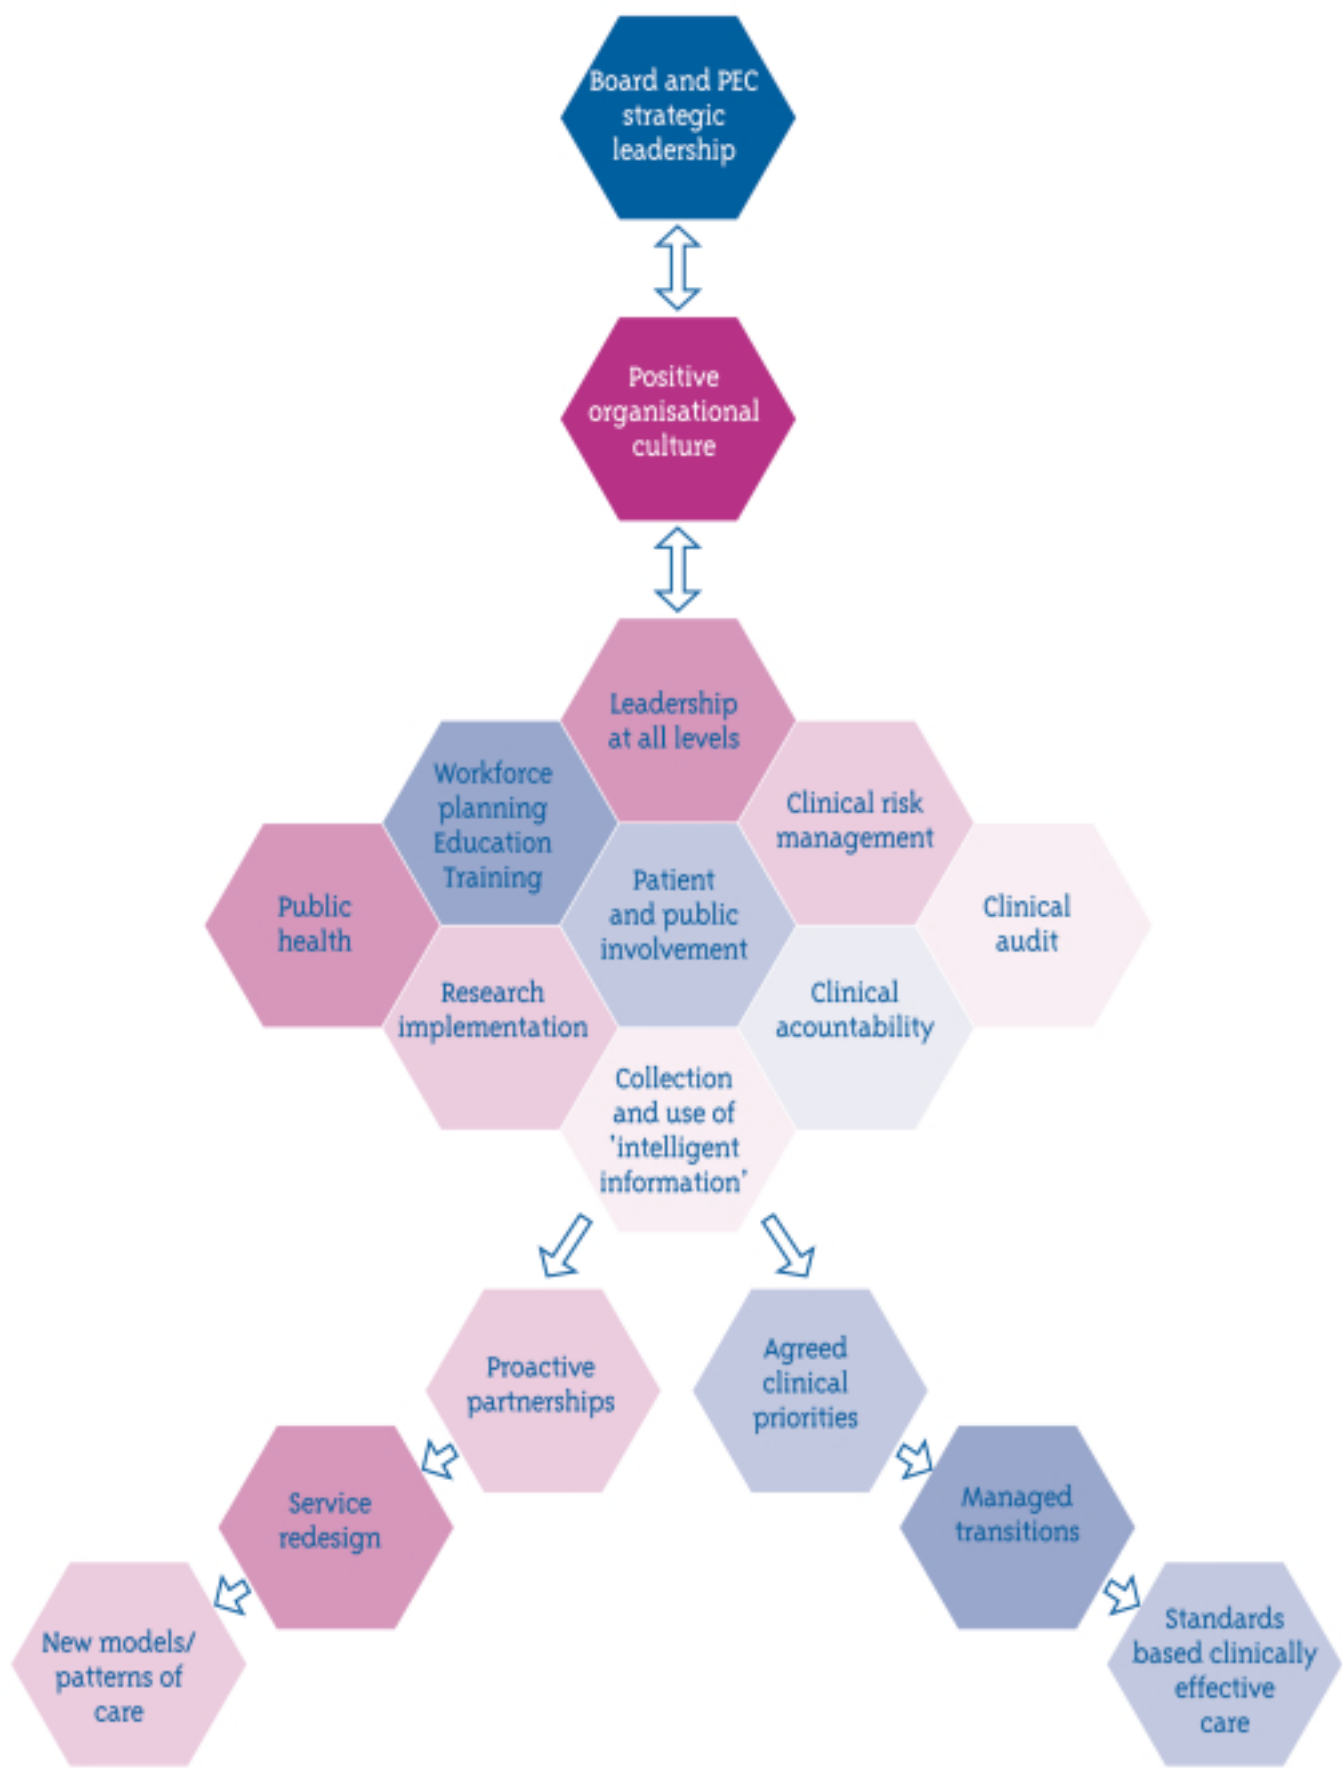 Board and PEC
strategic
leadership
Positive
organisational
culture
Leadership
at all levels
Workforce
planning
Education
Training
Clinical risk
management
Public
health
Patient
and public
involvement
Clinical
audit
Research
implementation
Clinical
acountability
Collection
and use of
'intelligent
information'
Proactive
partnerships
Agreed
clinical
priorities
Service
redesign
Managed
transitions
New models/
patterns of
care
Standards
based clinically
effective
care